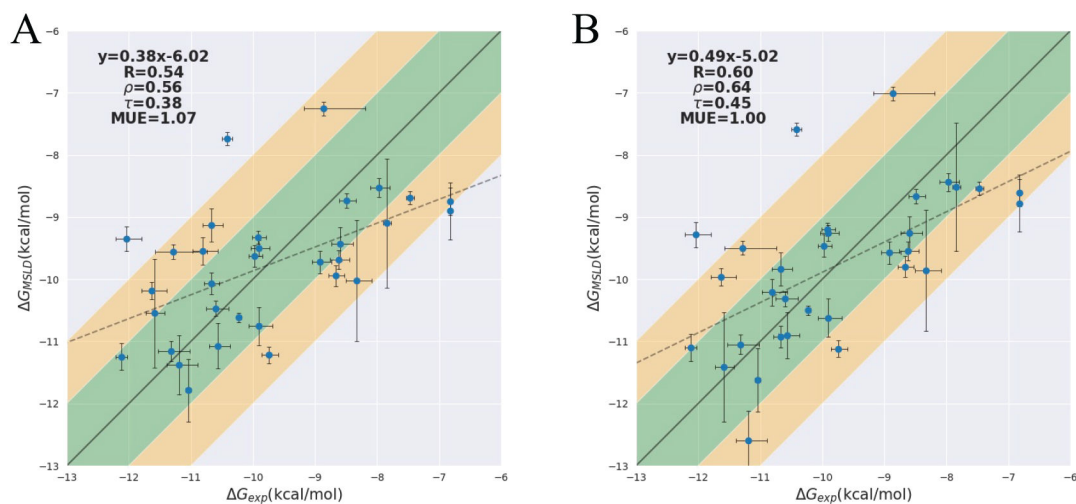 A
y=0.38x-6.02
R=0.54
ρ=0.56
τ=0.38
MUE=1.07
−6
−7
−8
−9
−10
−11
−12
−13
ΔG_MSLD(kcal/mol)
−13 −12 −11 −10 −9 −8 −7 −6
ΔG_exp(kcal/mol)
B
y=0.49x-5.02
R=0.60
ρ=0.64
τ=0.45
MUE=1.00
−6
−7
−8
−9
−10
−11
−12
−13
ΔG_MSLD(kcal/mol)
−13 −12 −11 −10 −9 −8 −7 −6
ΔG_exp(kcal/mol)